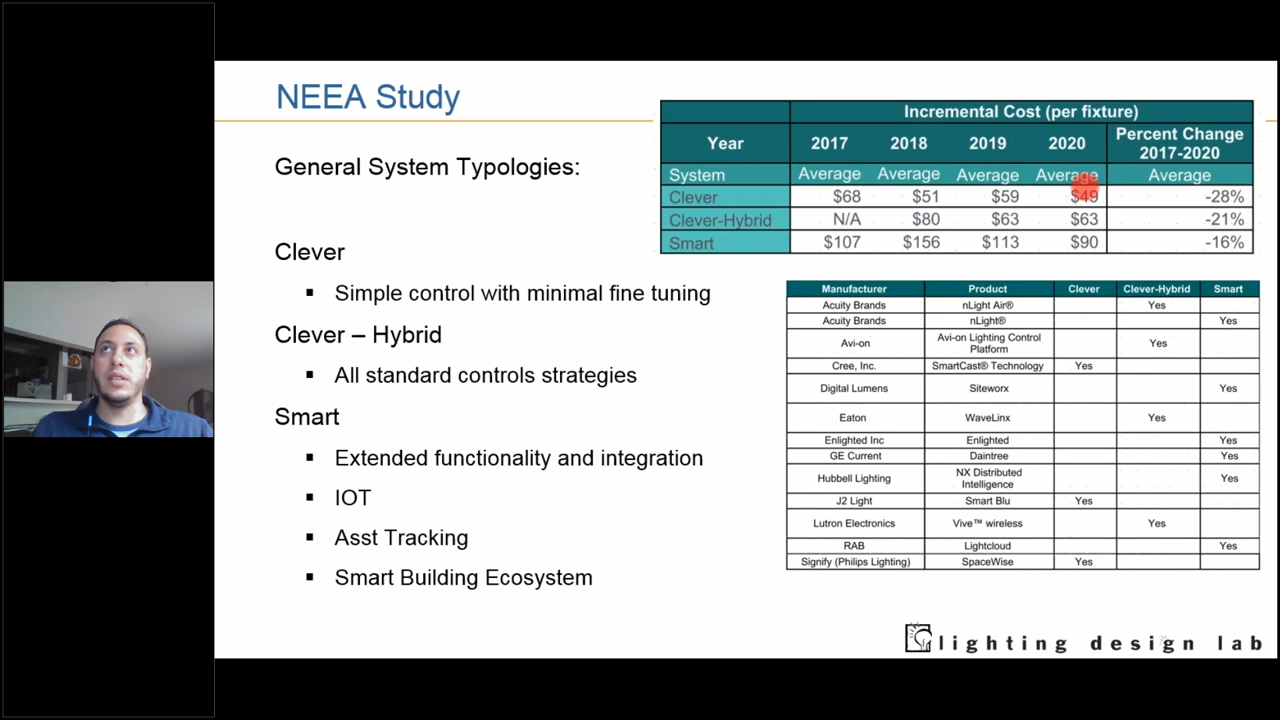 NEEA Study
General System Typologies:
Clever
▪ Simple control with minimal fine tuning
Clever – Hybrid
▪ All standard controls strategies
Smart
▪ Extended functionality and integration
▪ IOT
▪ Asst Tracking
▪ Smart Building Ecosystem
Incremental Cost (per fixture)
Year 2017 2018 2019 2020 Percent Change 2017-2020
System Average Average Average Average Average
Clever $68 $51 $59 $49 -28%
Clever-Hybrid N/A $80 $63 $63 -21%
Smart $107 $156 $113 $90 -16%
Manufacturer Product Clever Clever-Hybrid Smart
Acuity Brands nLight Air® Yes
Acuity Brands nLight® Yes
Avi-on Avi-on Lighting Control Platform Yes
Cree, Inc. SmartCast® Technology Yes
Digital Lumens Siteworx Yes
Eaton WaveLinx Yes
Enlighted Inc Enlighted Yes
GE Current Daintree Yes
Hubbell Lighting NX Distributed Intelligence Yes
J2 Light Smart Blu Yes
Lutron Electronics Vive™ wireless Yes
RAB Lightcloud Yes
Signify (Philips Lighting) SpaceWise Yes
lighting design lab